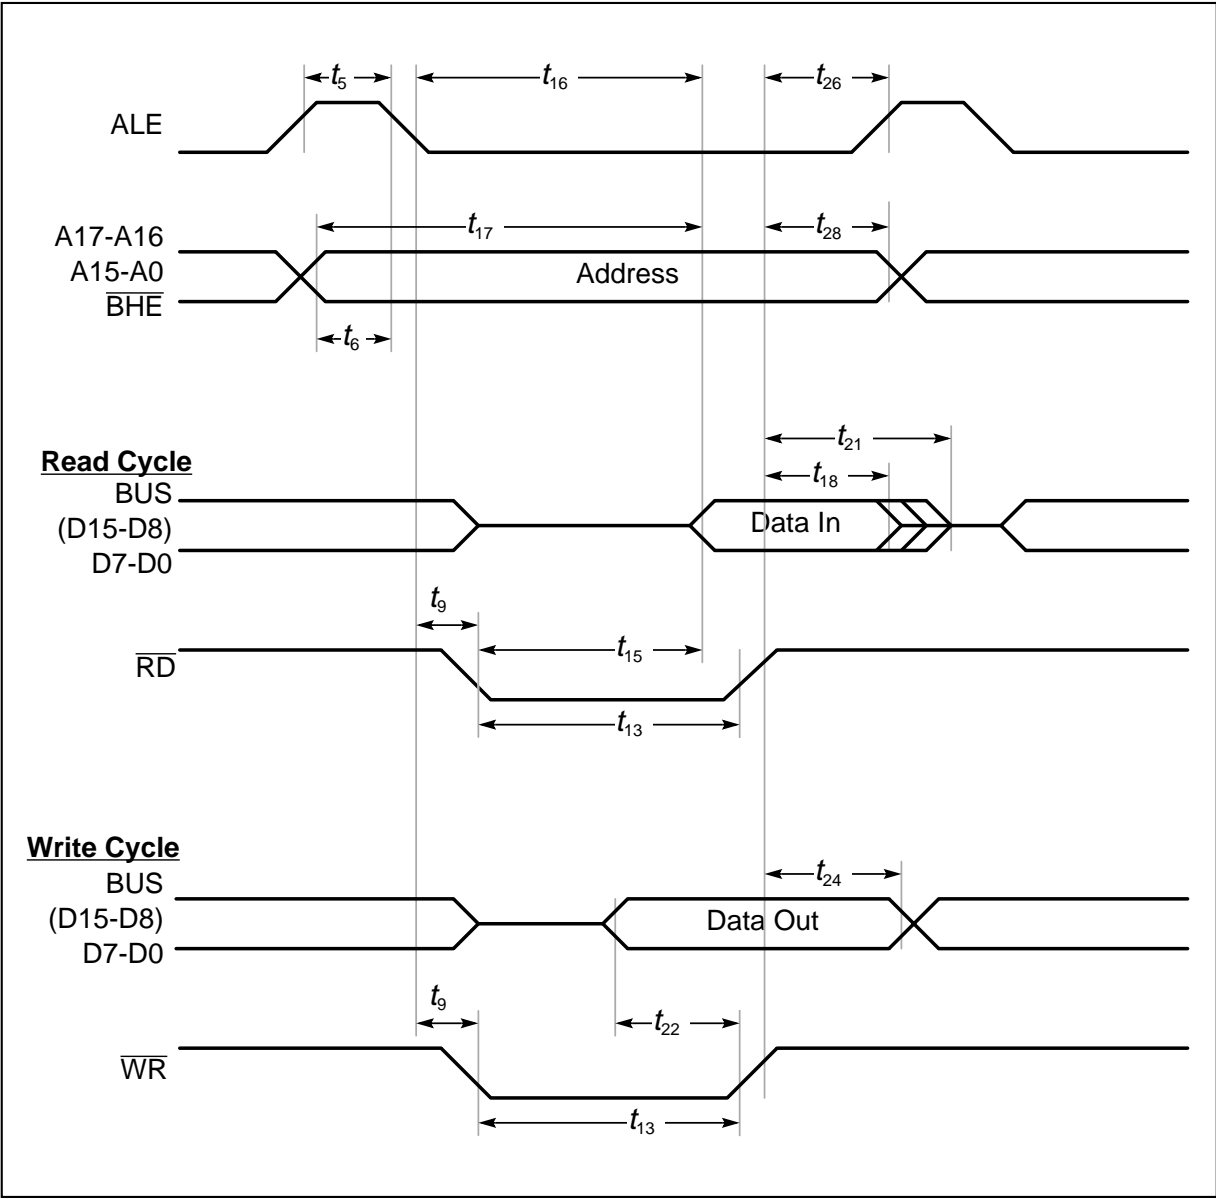 t5
t16
t26
ALE
t17
t28
A17-A16
A15-A0
Address
BHE
t6
t21
Read Cycle
t18
BUS
(D15-D8)
Data In
D7-D0
t9
t15
RD
t13
Write Cycle
t24
BUS
(D15-D8)
Data Out
D7-D0
t9
t22
WR
t13